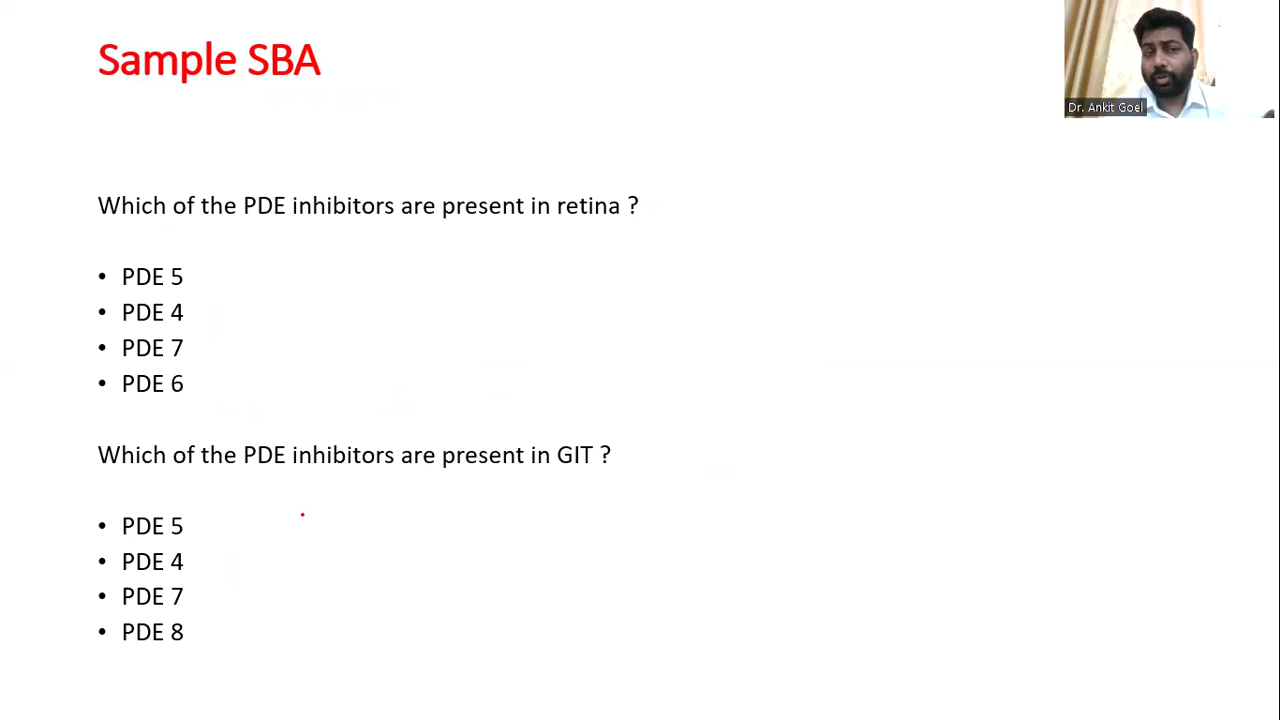 Sample SBA
Dr. Ankit Goel
Which of the PDE inhibitors are present in retina ?
• PDE 5
• PDE 4
• PDE 7
• PDE 6
Which of the PDE inhibitors are present in GIT ?
• PDE 5
• PDE 4
• PDE 7
• PDE 8